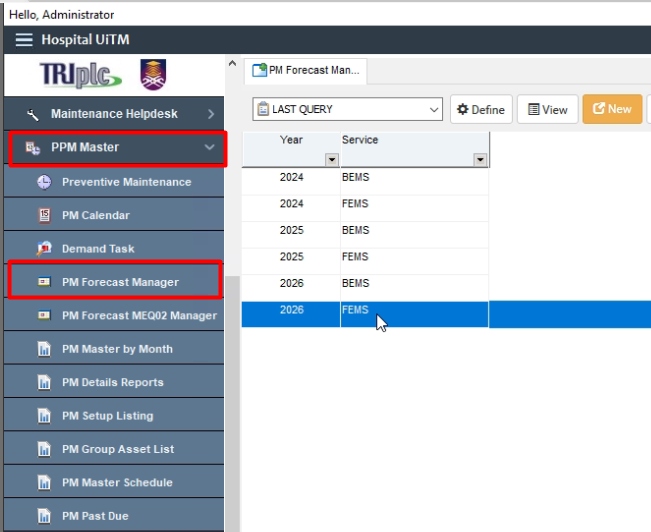 Hello, Administrator
Hospital UiTM
TRIplc
PM Forecast Man...
Maintenance Helpdesk
LAST QUERY
Define
View
New
PPM Master
Year
Service
Preventive Maintenance
2024 BEMS
PM Calendar
2024 FEMS
2025 BEMS
Demand Task
2025 FEMS
PM Forecast Manager
2026 BEMS
PM Forecast MEQ02 Manager
2026 FEMS
PM Master by Month
PM Details Reports
PM Setup Listing
PM Group Asset List
PM Master Schedule
PM Past Due